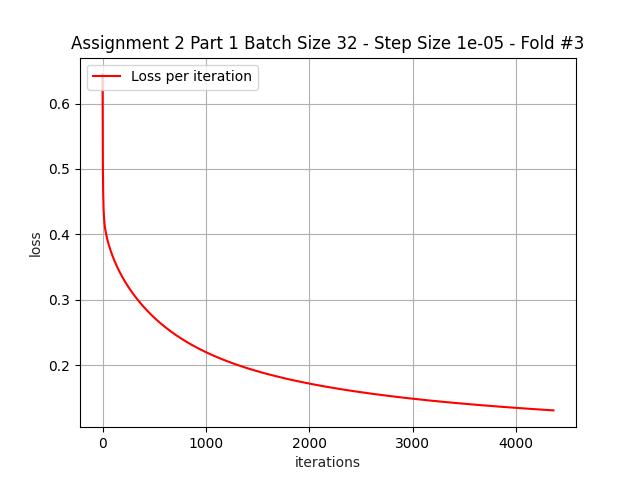 Assignment 2 Part 1 Batch Size 32 - Step Size 1e-05 - Fold #3
Loss per iteration
0.6
0.5
0.4
0.3
0.2
loss
0
1000
2000
3000
4000
iterations